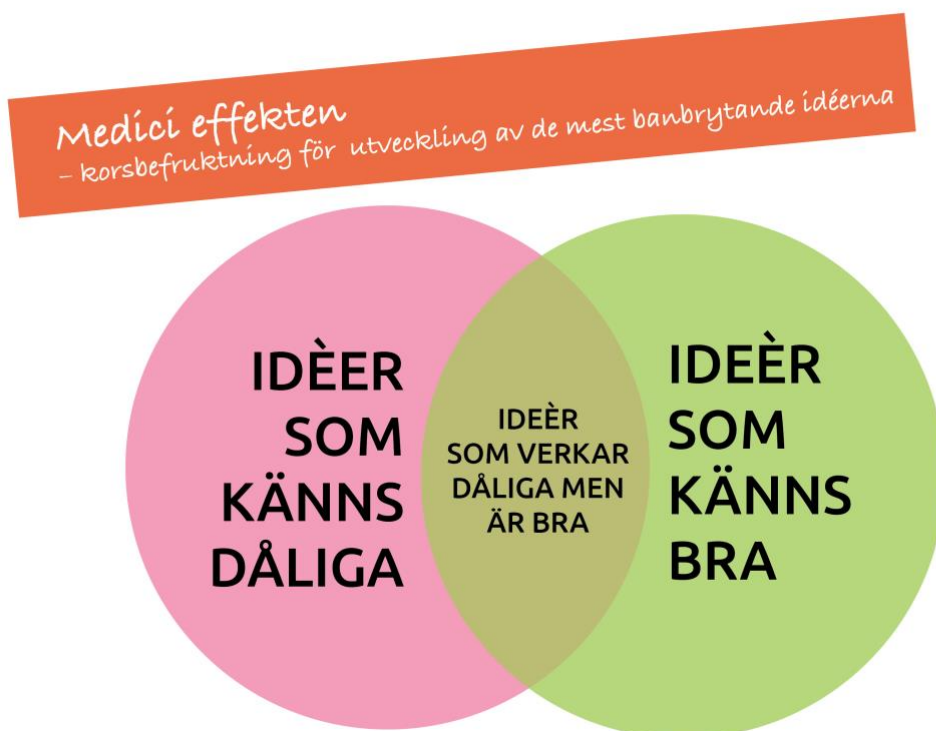 Medici effekten
– korsbefruktning för utveckling av de mest banbrytande idéerna
IDÈER
SOM
KÄNNS
DÅLIGA
IDEÈR
SOM VERKAR
DÅLIGA MEN
ÄR BRA
IDEÈR
SOM
KÄNNS
BRA